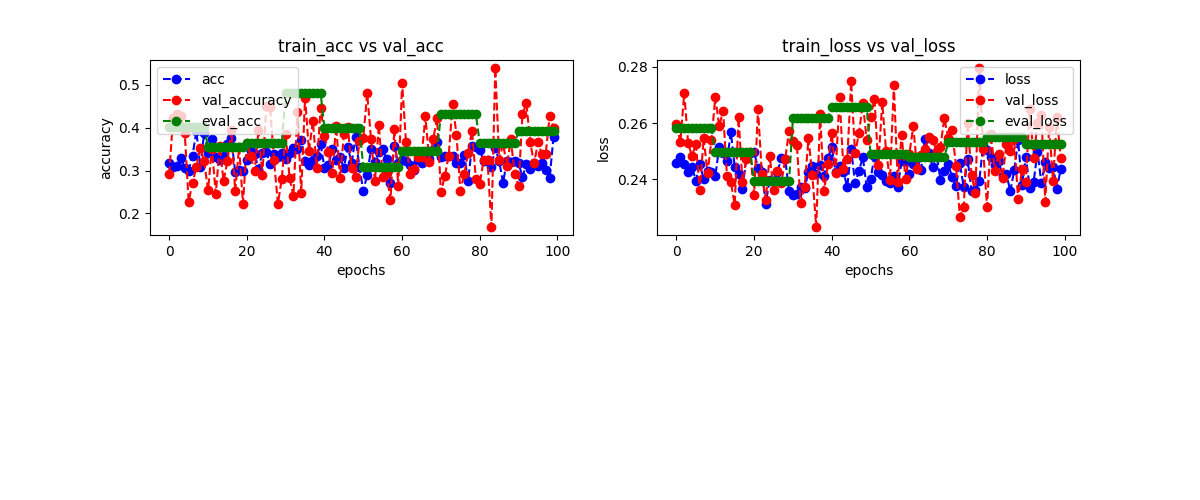 train_acc vs val_acc
0.5
0.4
0.3
0.2
accuracy
acc
val_accuracy
eval_acc
0
20
40
60
80
100
epochs
train_loss vs val_loss
0.28
0.26
0.24
loss
loss
val_loss
eval_loss
0
20
40
60
80
100
epochs